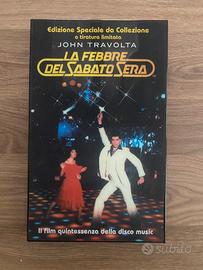 Edizione Speciale da Collezione
a tiratura limitata
JOHN TRAVOLTA
LA FEBBRE
DEL SABATO SERA
Il film quintessenza della disco music
subito